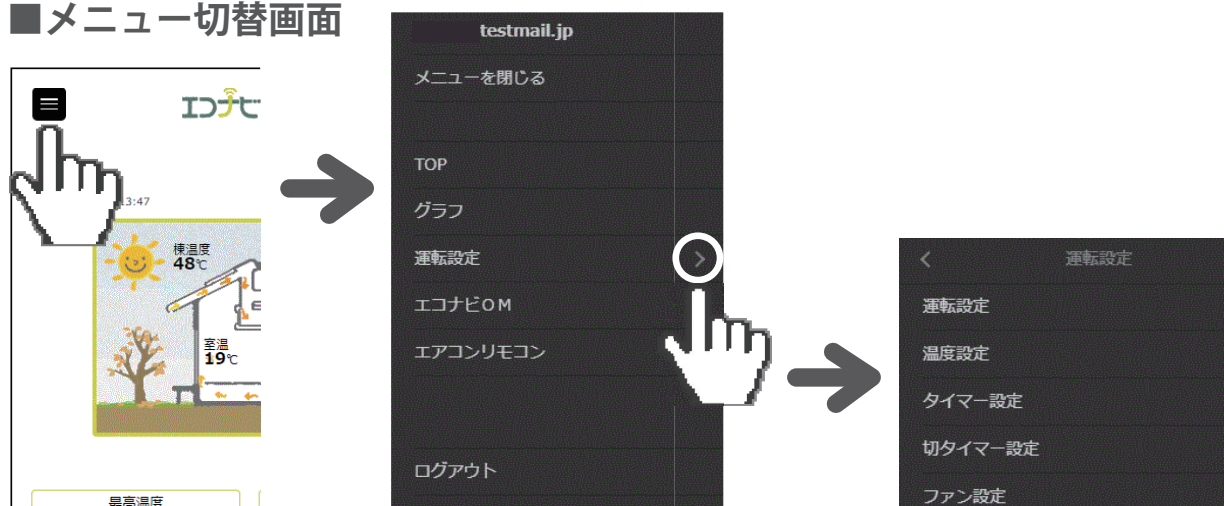 ■メニュー切替画面
エコナビ
13:47
棟温度
48℃
室温
19℃
最高温度
testmail.jp
メニューを閉じる
TOP
グラフ
運転設定
エコナビOM
エアコンリモコン
ログアウト
運転設定
運転設定
温度設定
タイマー設定
切タイマー設定
ファン設定